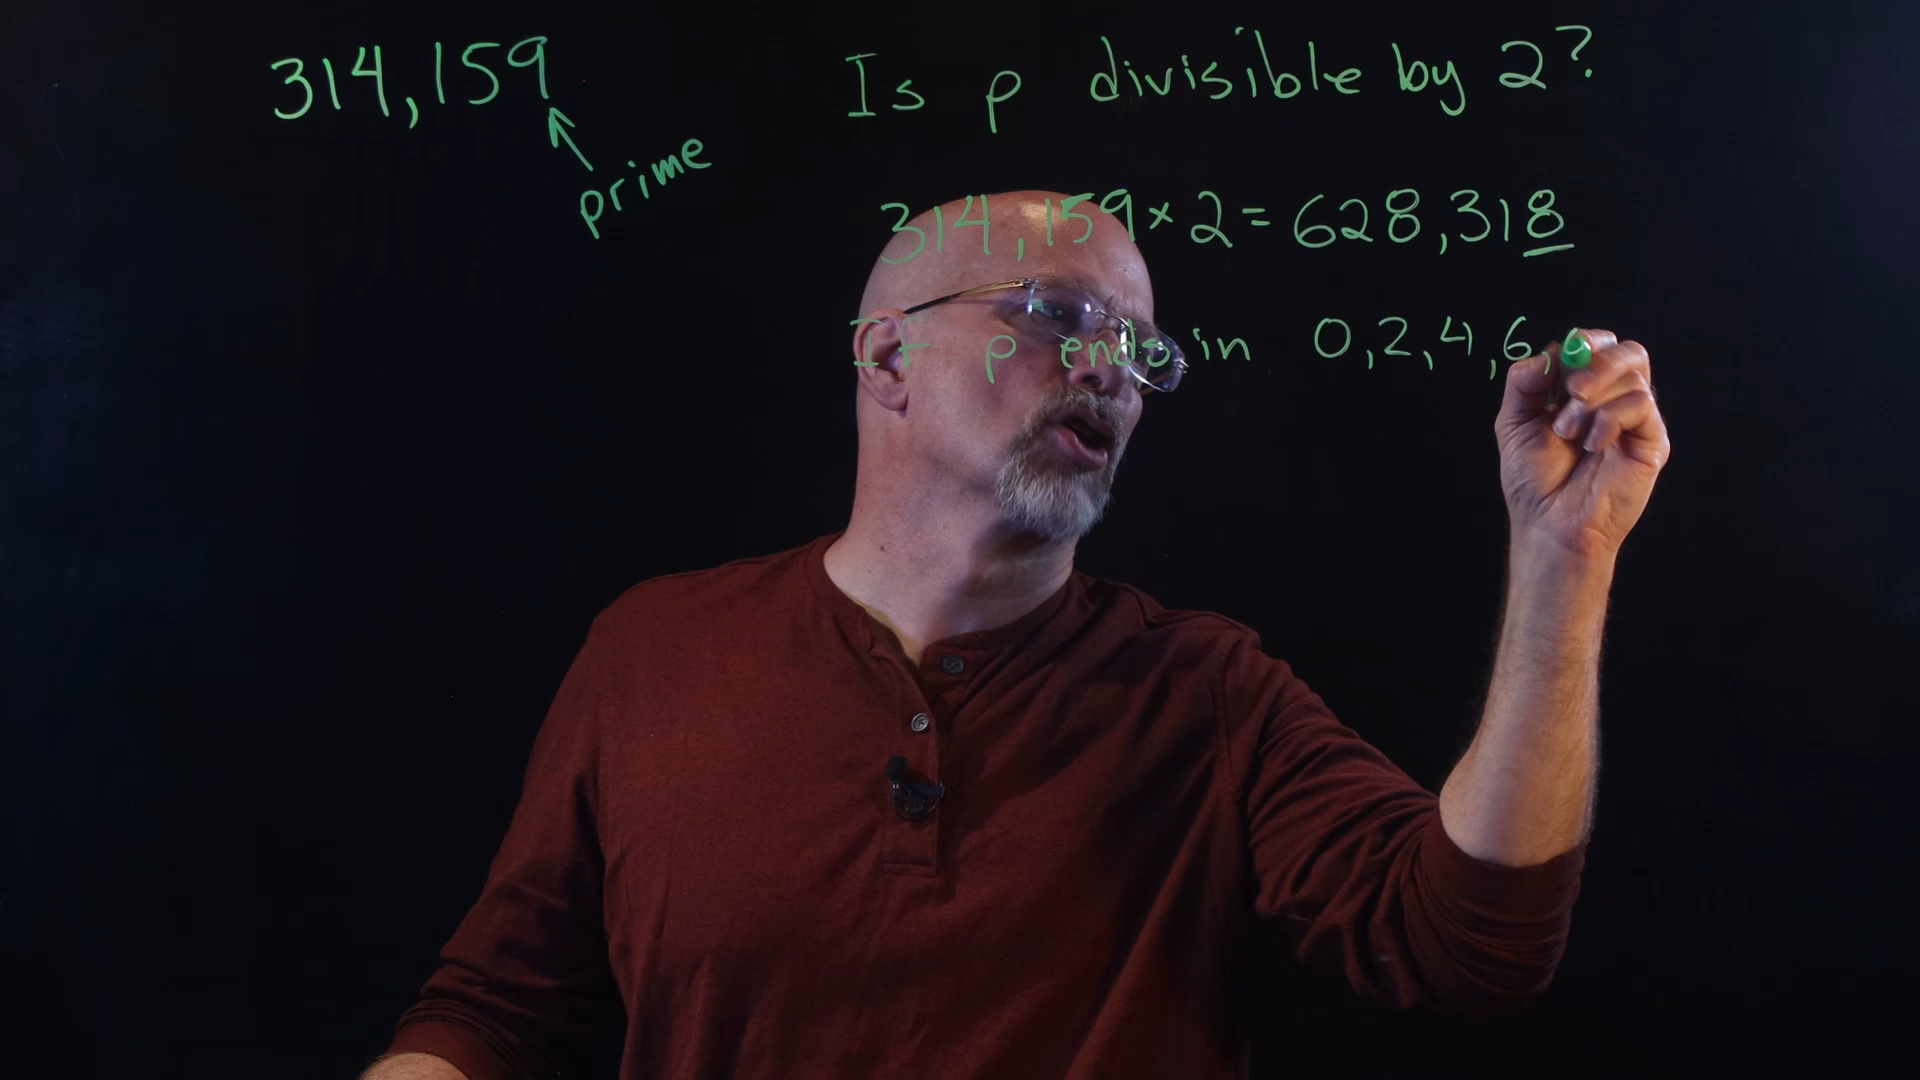 314,159
prime
Is p divisible by 2?
314,159 × 2 = 628,318
If p ends in 0,2,4,6,